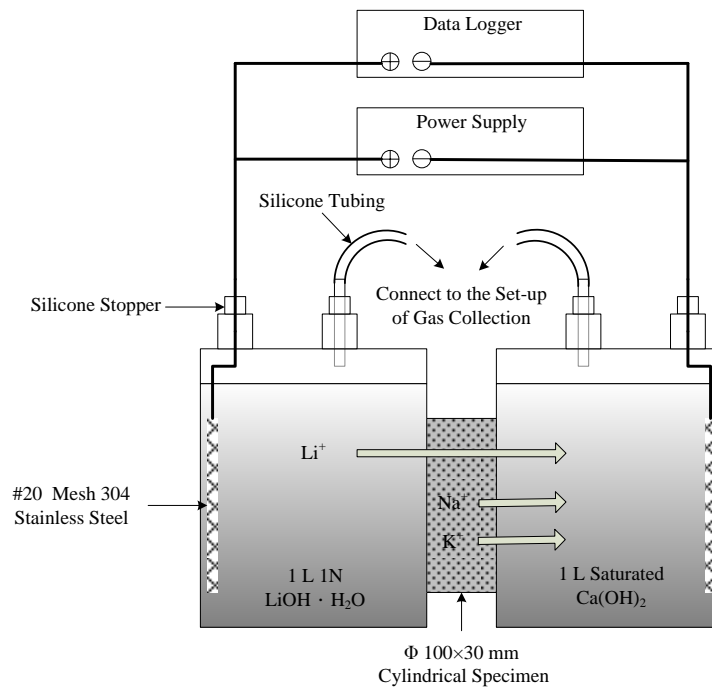 Data Logger
Power Supply
Silicone Tubing
Silicone Stopper
Connect to the Set-up
of Gas Collection
Li⁺
#20 Mesh 304
Stainless Steel
Na⁺
K⁺
1 L 1N
LiOH · H₂O
1 L Saturated
Ca(OH)₂
Φ 100×30 mm
Cylindrical Specimen